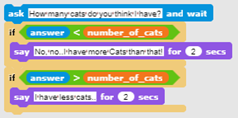 ask How many cats do you think I have? and wait
if answer < number_of_cats
say No, no.. I have more Cats than that! for 2 secs
if answer > number_of_cats
say I have less cats.. for 2 secs